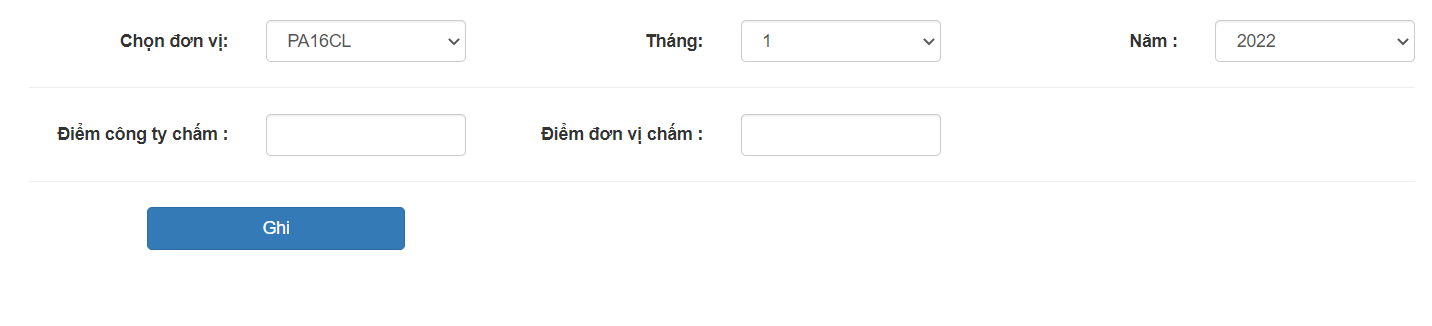 Chọn đơn vị: PA16CL Tháng: 1 Năm : 2022
Điểm công ty chấm : Điểm đơn vị chấm :
Ghi